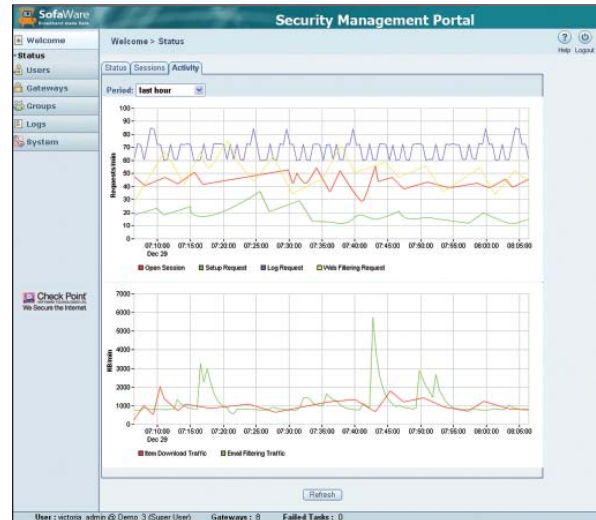 SofaWare
Broadband made Safe
Security Management Portal
Welcome
Status
Users
Gateways
Groups
Logs
System
Check Point
SOFTWARE TECHNOLOGIES LTD.
We Secure the Internet.
Welcome > Status
Help Logout
Status Sessions Activity
Period: last hour
Requests/min
100
90
80
70
60
50
40
30
20
10
0
07:10:00 07:15:00 07:20:00 07:25:00 07:30:00 07:35:00 07:40:00 07:45:00 07:50:00 07:55:00 08:00:00 08:05:00
Dec 29
Open Session Setup Request Log Request Web Filtering Request
KB/min
7000
6000
5000
4000
3000
2000
1000
0
07:10:00 07:15:00 07:20:00 07:25:00 07:30:00 07:35:00 07:40:00 07:45:00 07:50:00 07:55:00 08:00:00 08:05:00
Dec 29
Item Download Traffic Email Filtering Traffic
Refresh
User : victoria_admin @ Demo_3 (Super User) Gateways : 8 Failed Tasks : 0